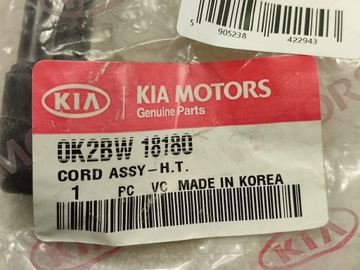 5 905238 422943
KIA KIA MOTORS
Genuine Parts
0K2BW 18180
CORD ASSY-H.T.
1 PC VC MADE IN KOREA